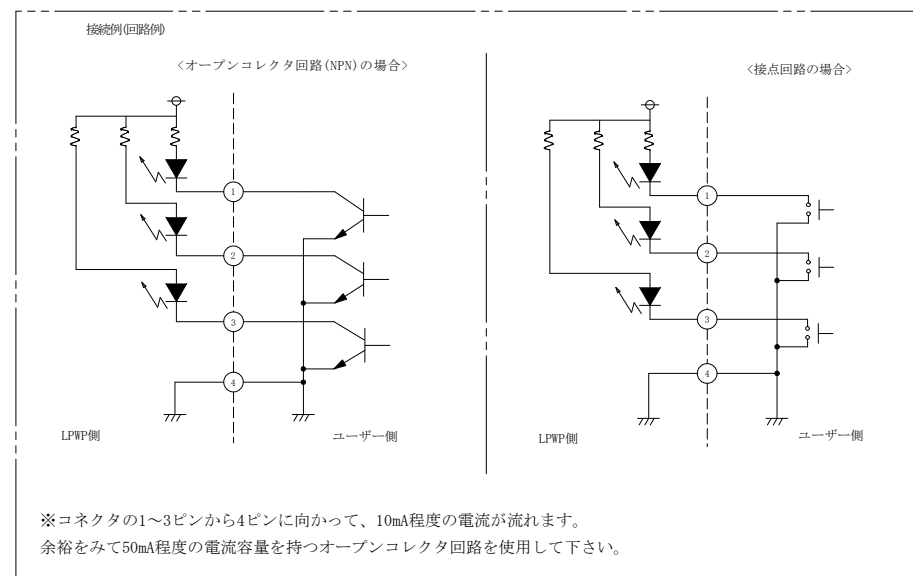 接続例(回路例)
<オープンコレクタ回路(NPN)の場合>
1
2
3
4
LPWP側
ユーザー側
<接点回路の場合>
1
2
3
4
LPWP側
ユーザー側
※コネクタの1～3ピンから4ピンに向かって、10mA程度の電流が流れます。
余裕をみて50mA程度の電流容量を持つオープンコレクタ回路を使用して下さい。